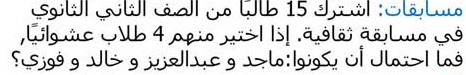 مسابقات: اشترك 15 طالبًا من الصف الثاني الثانوي
في مسابقة ثقافية. إذا اختير منهم 4 طلاب عشوائيًا,
فما احتمال أن يكونوا:ماجد و عبدالعزيز و خالد و فوزي؟